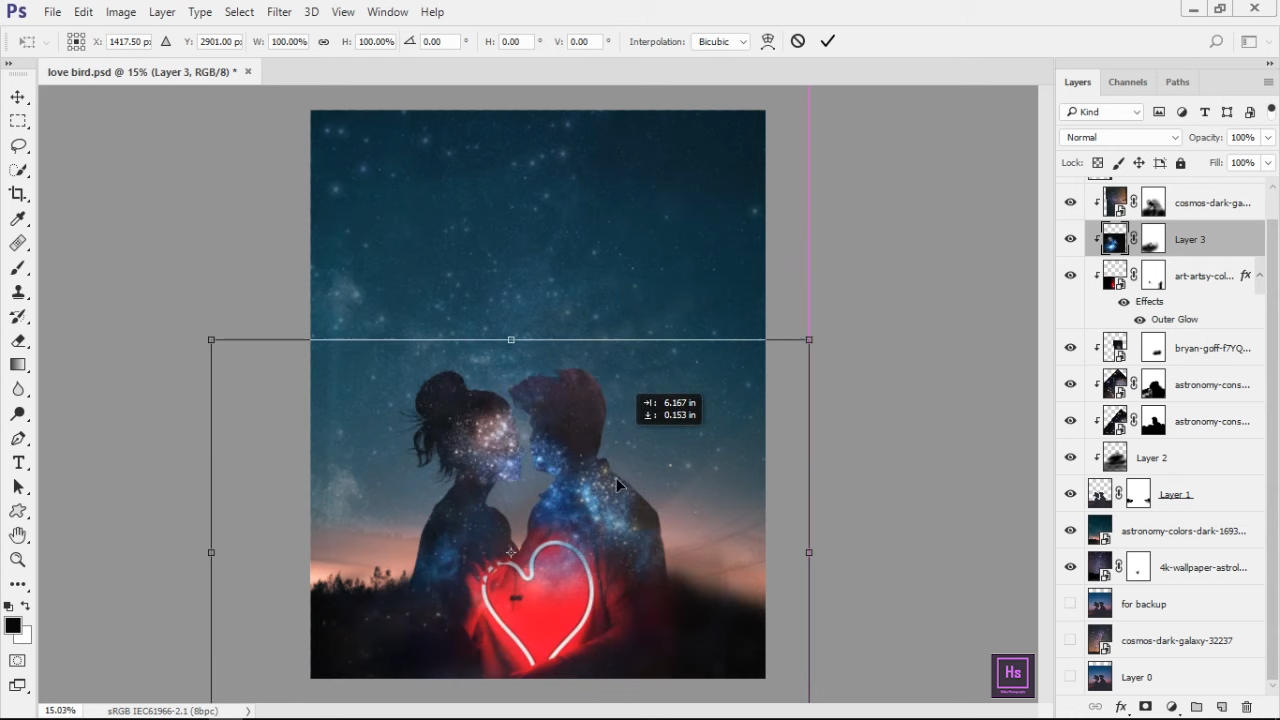 Ps File Edit Image Layer Type Select Filter 3D View Window Help
X: 1417.50 px Y: 2901.00 px W: 100.00% H: 100.00% 0.00 ° H: 0.00 ° V: 0.00 ° Interpolation: Bicubic
love bird.psd @ 15% (Layer 3, RGB/8) * ×
Layers Channels Paths
Kind
Normal Opacity: 100%
Lock: Fill: 100%
cosmos-dark-ga...
Layer 3
art-artsy-col... fx
Effects
Outer Glow
bryan-goff-f7YQ...
astronomy-cons...
astronomy-cons...
Layer 2
Layer 1
astronomy-colors-dark-1693...
4k-wallpaper-astrol...
for backup
cosmos-dark-galaxy-32237
Layer 0
6.167 in
0.153 in
Hs
15.03% sRGB IEC61966-2.1 (8bpc)
fx